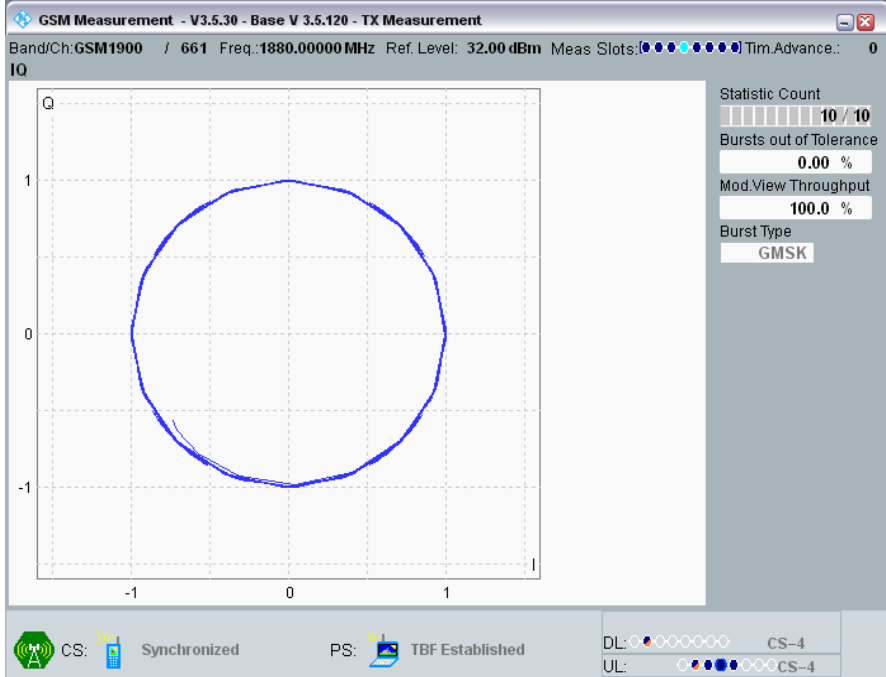 GSM Measurement - V3.5.30 - Base V 3.5.120 - TX Measurement
Band/Ch:GSM1900 / 661 Freq.:1880.00000 MHz Ref. Level: 32.00 dBm Meas Slots: Tim.Advance.: 0
IQ
Q
1
0
-1
-1 0 1
I
Statistic Count
10 / 10
Bursts out of Tolerance
0.00 %
Mod.View Throughput
100.0 %
Burst Type
GMSK
CS: Synchronized PS: TBF Established
DL: CS-4
UL: CS-4